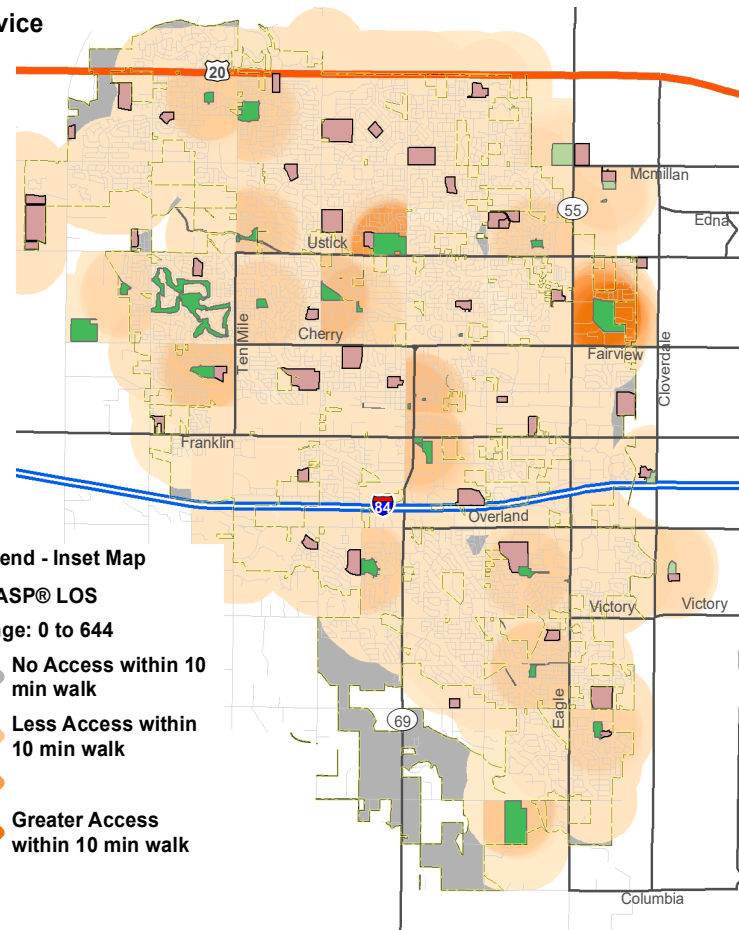 vice
20
Mcmillan
55
Edna
Ustick
Ten Mile
Cherry
Fairview
Cloverdale
Franklin
84
Overland
end - Inset Map
ASP® LOS
nge: 0 to 644
No Access within 10
min walk
Less Access within
10 min walk
Greater Access
within 10 min walk
Victory
Victory
Eagle
69
Columbia